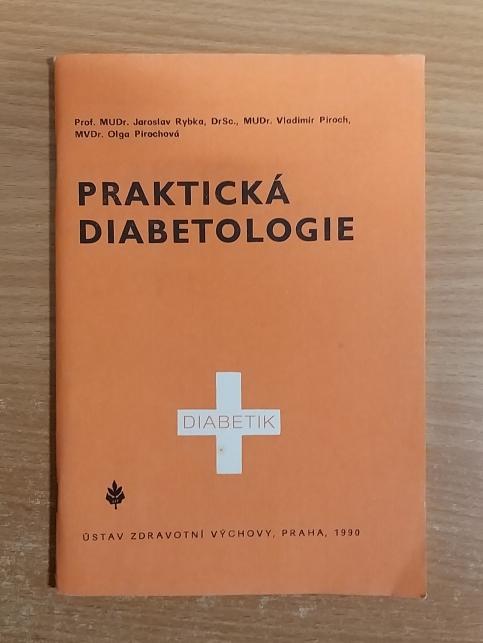 Prof. MUDr. Jaroslav Rybka, DrSc., MUDr. Vladimír Piroch,
MVDr. Olga Pirochová
PRAKTICKÁ
DIABETOLOGIE
DIABETIK
ÚSTAV ZDRAVOTNÍ VÝCHOVY, PRAHA, 1990